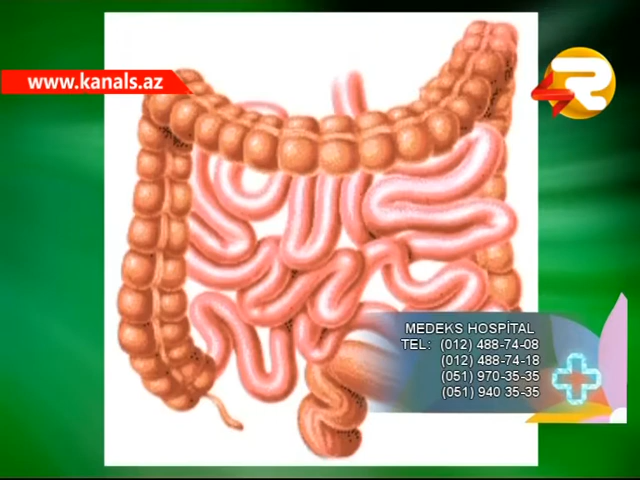 www.kanals.az
MEDEKS HOSPİTAL
TEL: (012) 488-74-08
(012) 488-74-18
(051) 970-35-35
(051) 940 35-35